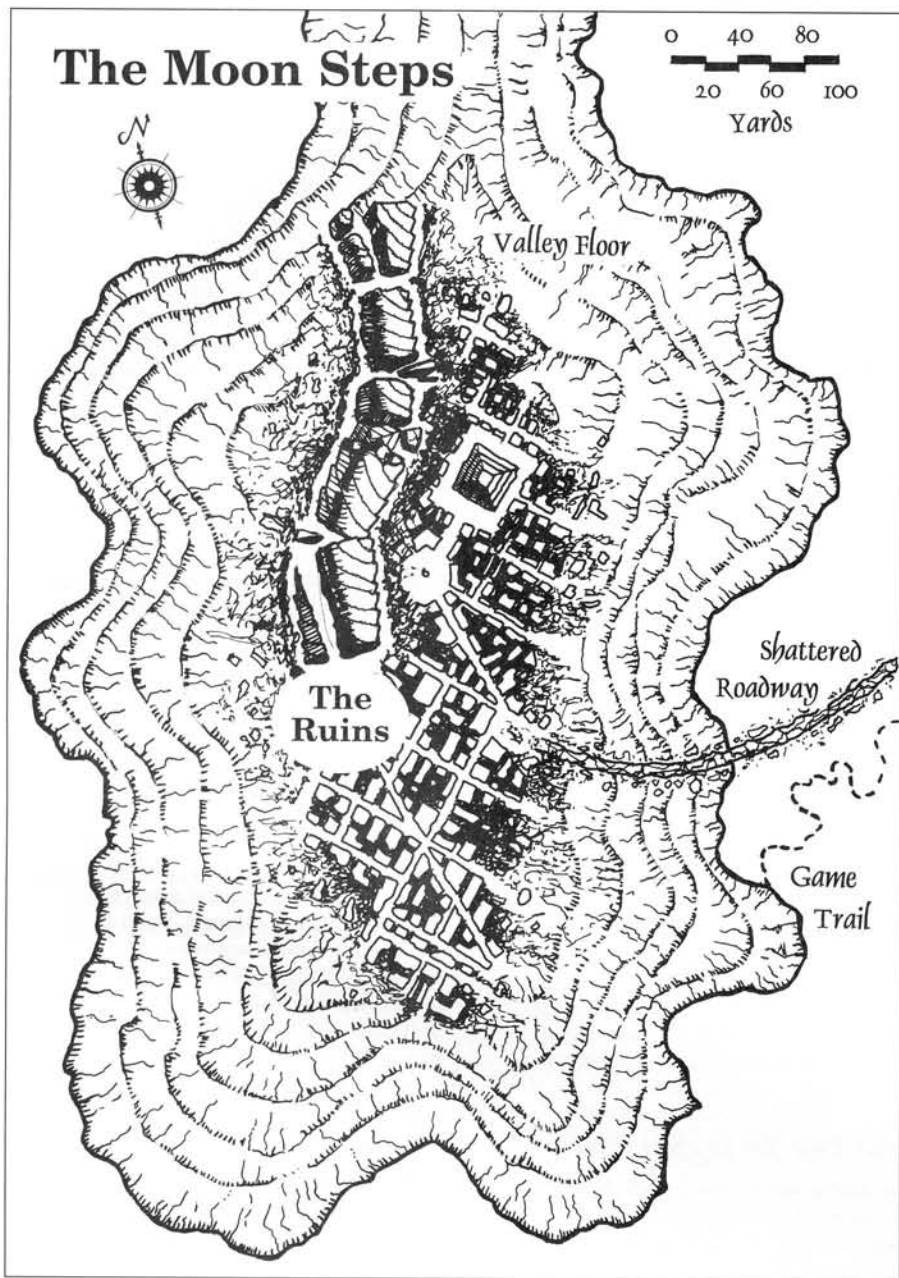 The Moon Steps
0 40 80
20 60 100
Yards
N
Valley Floor
Shattered
Roadway
The
Ruins
Game
Trail